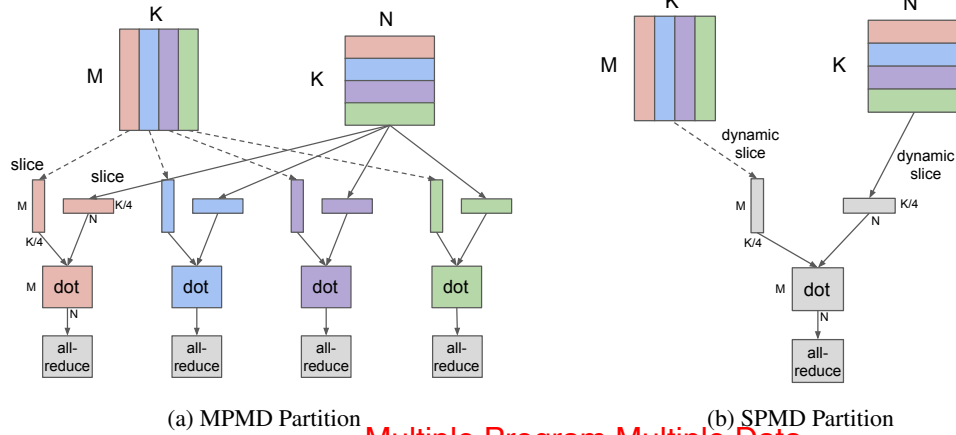 K
N
K
N
M
K
M
K
slice
slice
dynamic
slice
dynamic
slice
M
K/4
N
K/4
M
K/4
N
K/4
M
dot
dot
dot
dot
M
dot
N
N
all-
reduce
all-
reduce
all-
reduce
all-
reduce
all-
reduce
(a) MPMD Partition
(b) SPMD Partition
Multiple Program Multiple Data